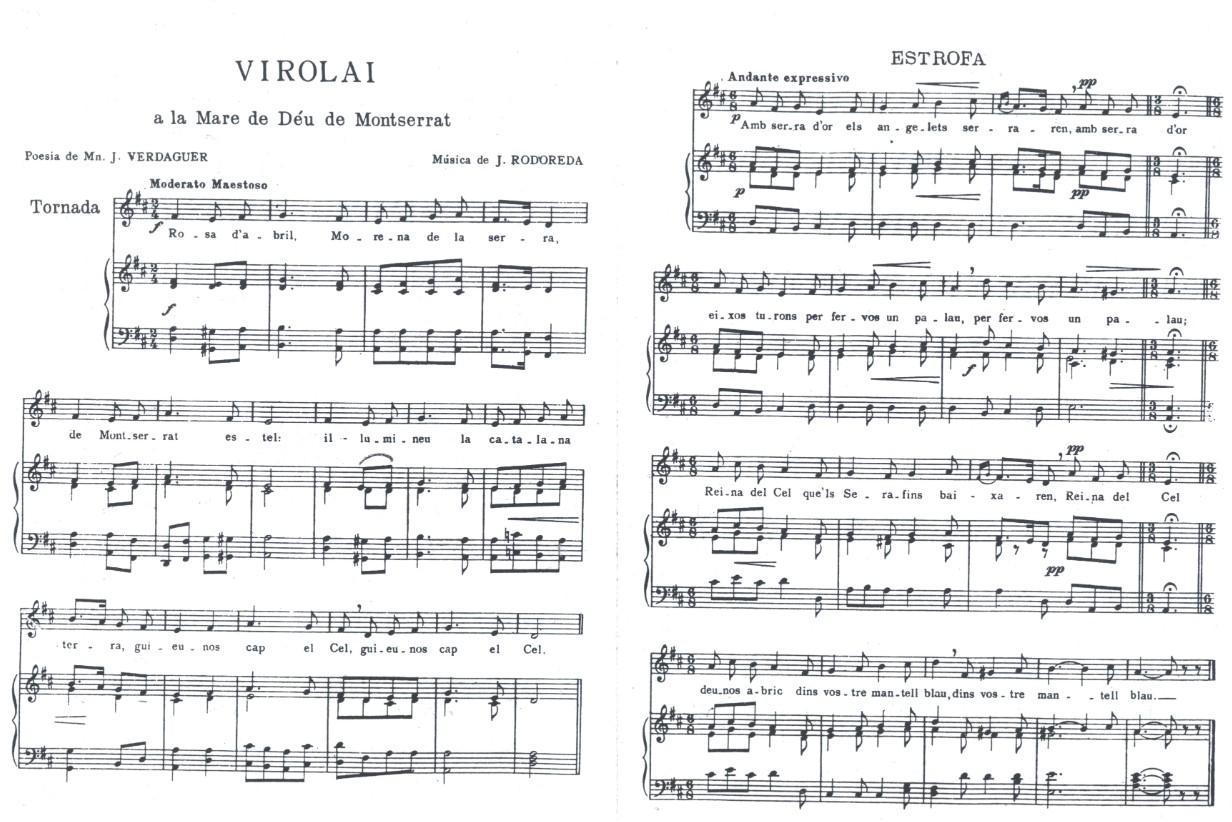 VIROLAI
a la Mare de Déu de Montserrat
Poesia de Mn. J. VERDAGUER
Música de J. RODOREDA
Moderato Maestoso
Tornada
f
Ro - sa d'a - bril, Mo - re - na de la ser - ra,
f
de Mont - ser - rat es - tel: il - lu - mi - neu la ca - ta - la - na
ter - ra, gui - eu - nos cap el Cel, gui - eu - nos cap el Cel.
ESTROFA
Andante expressivo
pp
p
Amb ser - ra d'or els an - ge - lets ser - ra - ren, amb ser - ra d'or
p
pp
ei - xos tu - rons per fer - vos un pa - lau, per fer - vos un pa - lau;
f
pp
Rei - na del Cel que'ls Se - ra - fins bai - xa - ren, Rei - na del Cel
pp
deu - nos a - bric dins vos - tre man - tell blau, dins vos - tre man - tell blau.